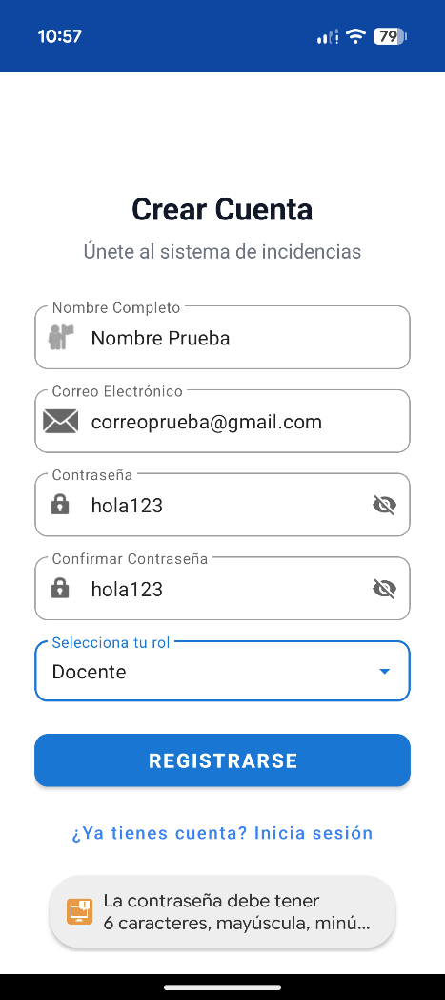 10:57
79
Crear Cuenta
Únete al sistema de incidencias
Nombre Completo
Nombre Prueba
Correo Electrónico
correoprueba@gmail.com
Contraseña
hola123
Confirmar Contraseña
hola123
Selecciona tu rol
Docente
REGISTRARSE
¿Ya tienes cuenta? Inicia sesión
La contraseña debe tener
6 caracteres, mayúscula, minú...